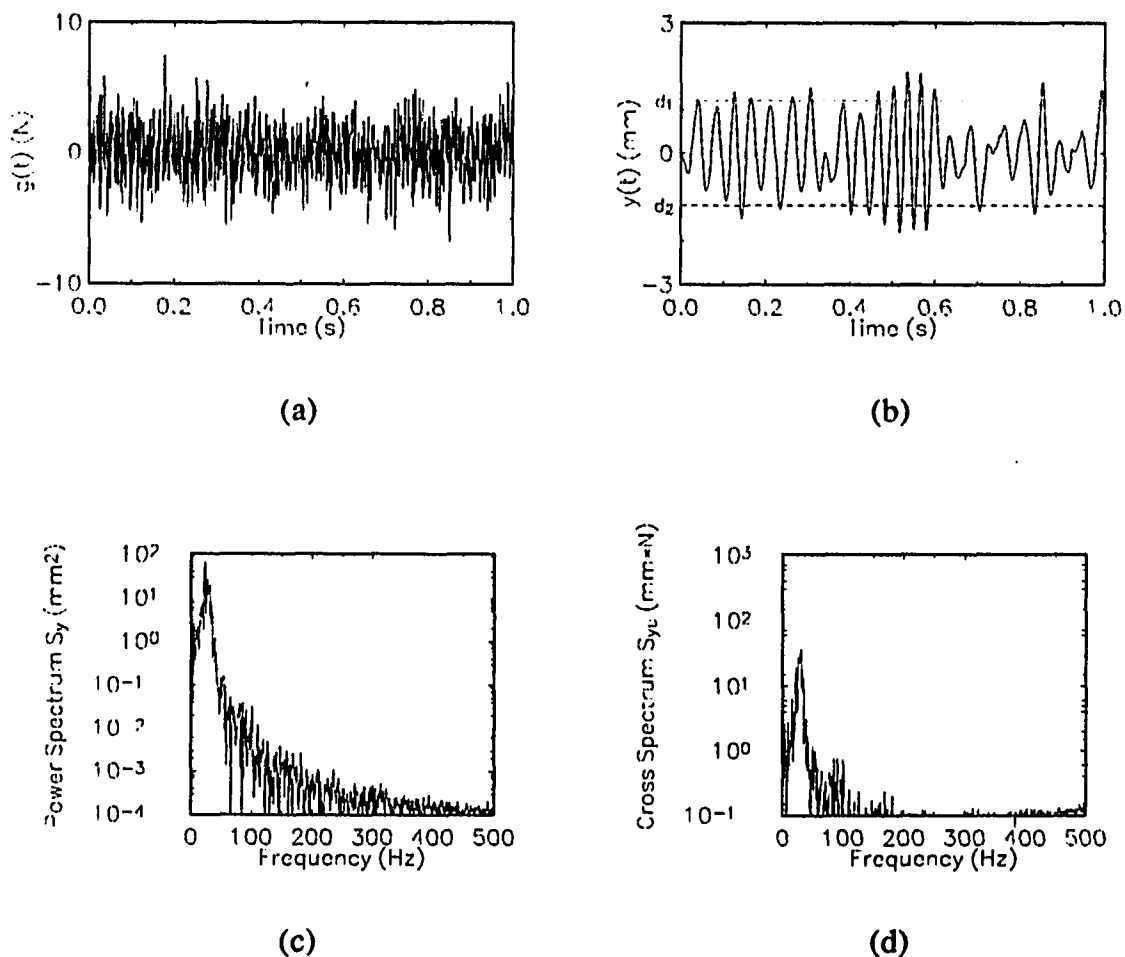 10
g(t) (N)
0
-10
0.0 0.2 0.4 0.6 0.8 1.0
Time (s)
(a)
3
y(t) (mm)
d1
0
d2
-3
0.0 0.2 0.4 0.6 0.8 1.0
Time (s)
(b)
Power Spectrum Sy (mm2)
102
101
100
10-1
10-2
10-3
10-4
0 100 200 300 400 500
Frequency (Hz)
(c)
Cross Spectrum (mm*N)
103
102
101
100
10-1
0 100 200 300 400 500
Frequency (Hz)
(d)